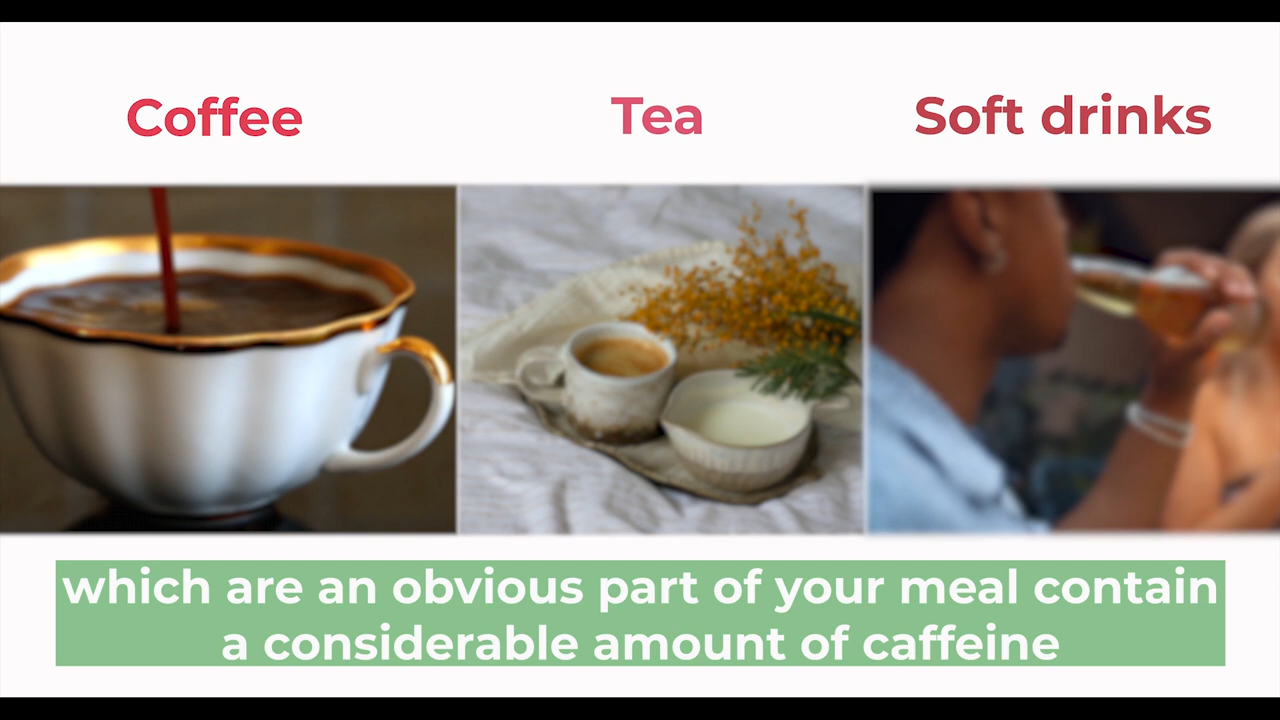 Coffee
Tea
Soft drinks
which are an obvious part of your meal contain
a considerable amount of caffeine